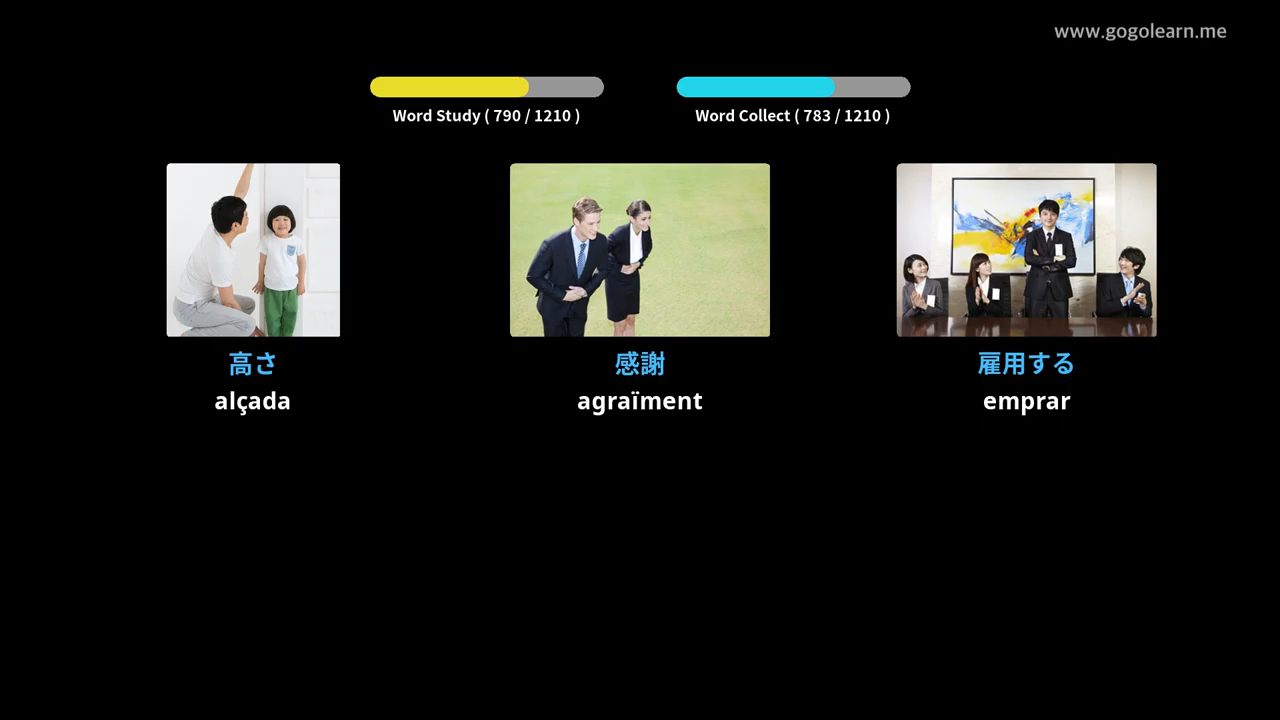 www.gogolearn.me
Word Study ( 790 / 1210 )
Word Collect ( 783 / 1210 )
高さ
alçada
感謝
agraïment
雇用する
emprar